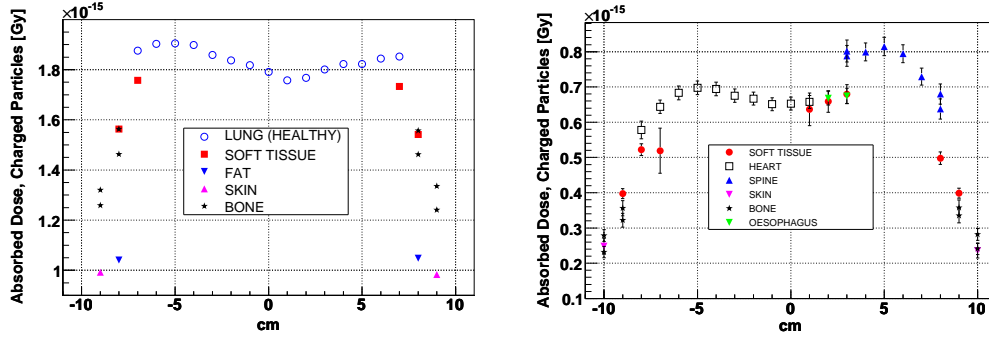 ×10⁻¹⁵
Absorbed Dose, Charged Particles [Gy]
1.8
1.6
1.4
1.2
1
LUNG (HEALTHY)
SOFT TISSUE
FAT
SKIN
BONE
-10 -5 0 5 10
cm
×10⁻¹⁵
Absorbed Dose, Charged Particles [Gy]
0.8
0.7
0.6
0.5
0.4
0.3
0.2
0.1
SOFT TISSUE
HEART
SPINE
SKIN
BONE
OESOPHAGUS
-10 -5 0 5 10
cm